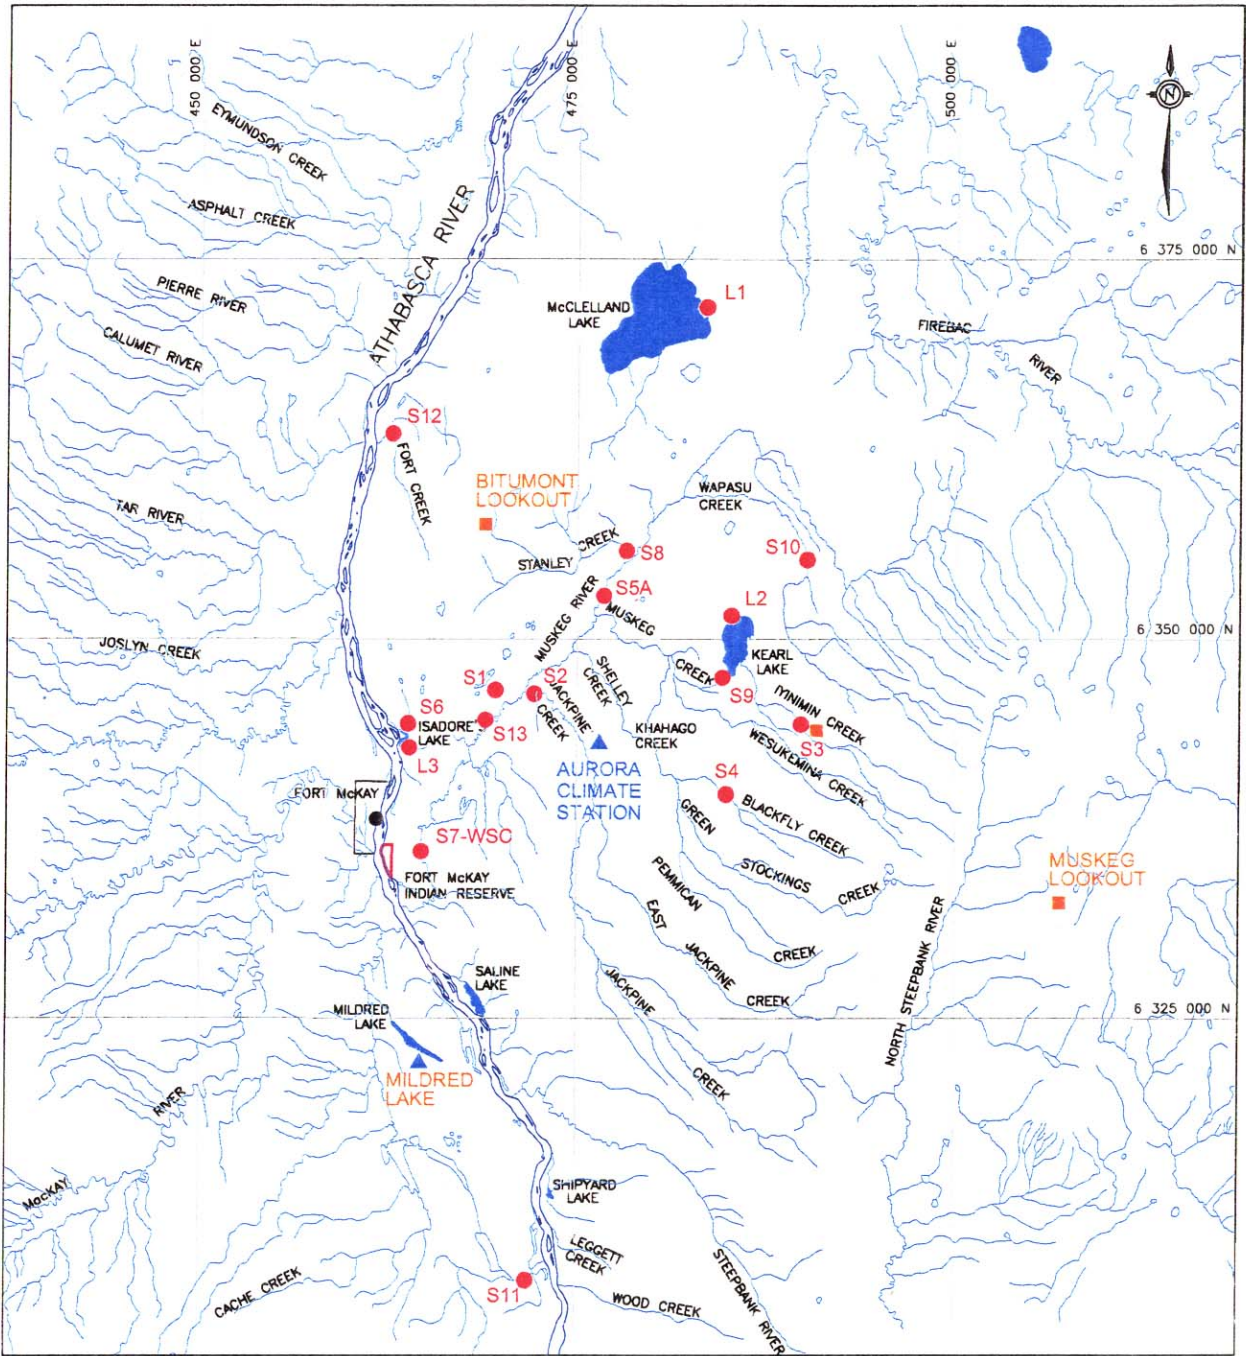 450 000 E
475 000 E
500 000 E
N
EYMUNDSON CREEK
ASPHALT CREEK
ATHABASCA RIVER
6 375 000 N
PIERRE RIVER
McCLELLAND
LAKE
L1
CALUMET RIVER
FIREBAG
RIVER
S12
FORT CREEK
BITUMONT
LOOKOUT
WAPASU
CREEK
TAR RIVER
STANLEY CREEK
S8
S10
S5A
MUSKEG RIVER
MUSKEG
CREEK
L2
6 350 000 N
JOSLYN CREEK
KEARL
LAKE
SHELLEY
CREEK
S1
S2
JACKPINE
CREEK
S9
IYINIMIN CREEK
S6
ISADORE'S
LAKE
S13
S3
KHAHAGO
CREEK
WESUKEMINA CREEK
L3
AURORA
CLIMATE
STATION
S4
FORT McKAY
BLACKFLY CREEK
GREEN
STOCKINGS
CREEK
S7-WSC
MUSKEG
LOOKOUT
FORT McKAY
INDIAN RESERVE
PEMMICAN
CREEK
EAST
JACKPINE
CREEK
NORTH STEEPBANK RIVER
SALINE
LAKE
JACKPINE
CREEK
MILDRED
LAKE
6 325 000 N
MILDRED
LAKE
RIVER
MacKAY
SHIPYARD
LAKE
LEGGETT
CREEK
STEEPBANK RIVER
CACHE CREEK
S11
WOOD CREEK